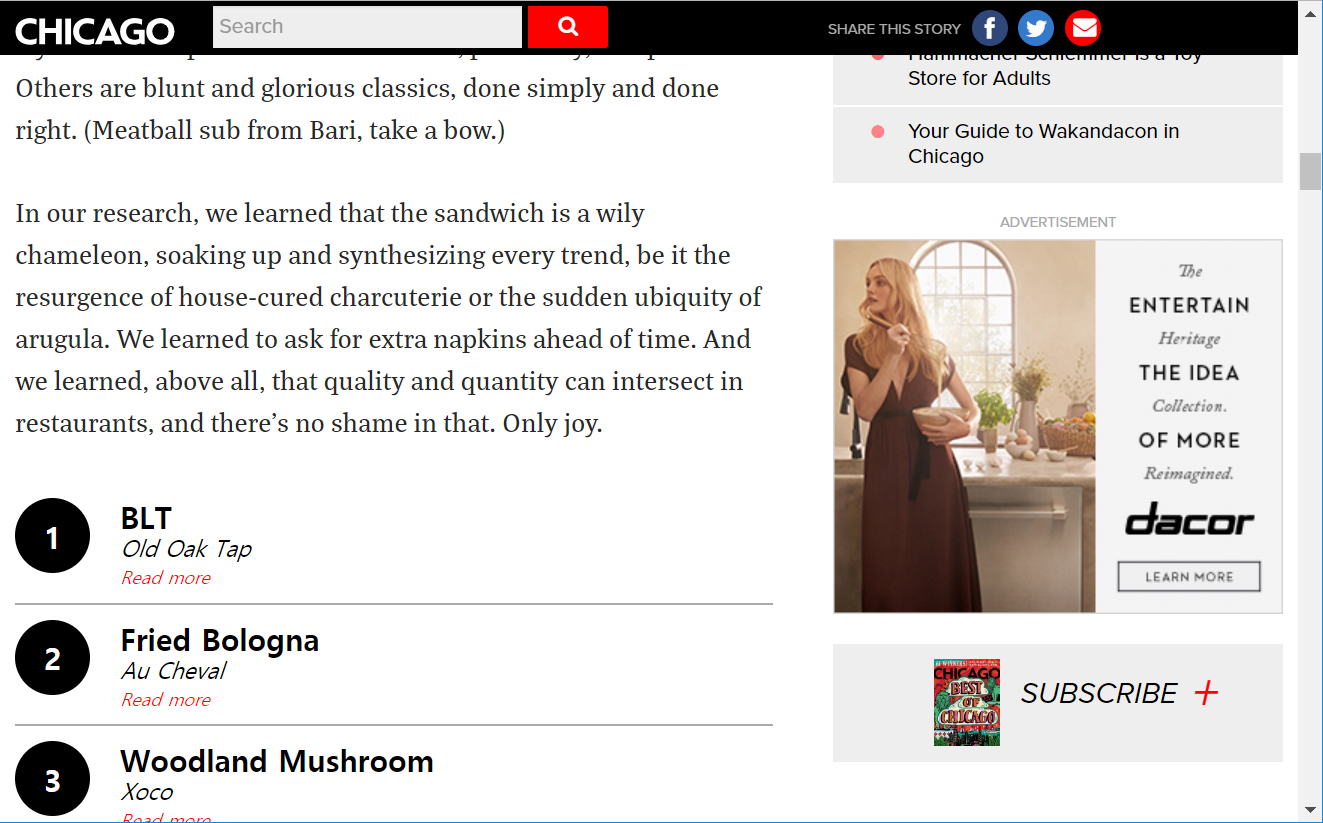 CHICAGO
Search
SHARE THIS STORY
Others are blunt and glorious classics, done simply and done
right. (Meatball sub from Bari, take a bow.)
In our research, we learned that the sandwich is a wily
chameleon, soaking up and synthesizing every trend, be it the
resurgence of house-cured charcuterie or the sudden ubiquity of
arugula. We learned to ask for extra napkins ahead of time. And
we learned, above all, that quality and quantity can intersect in
restaurants, and there’s no shame in that. Only joy.
1
BLT
Old Oak Tap
Read more
2
Fried Bologna
Au Cheval
Read more
3
Woodland Mushroom
Xoco
Read more
Hammacher Schlemmer is a Toy
Store for Adults
Your Guide to Wakandacon in
Chicago
ADVERTISEMENT
The
ENTERTAIN
Heritage
THE IDEA
Collection.
OF MORE
Reimagined.
dacor
LEARN MORE
CHICAGO
BEST
OF
CHICAGO
SUBSCRIBE +